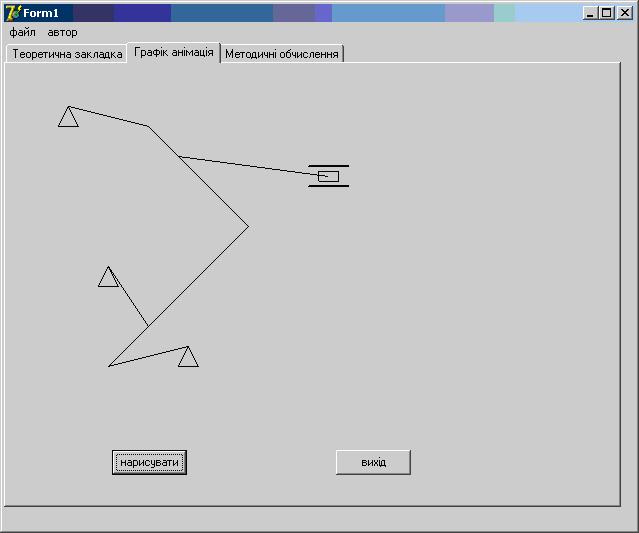 Form1
файл автор
Теоретична закладка Графік анімація Методичні обчислення
нарисувати вихід